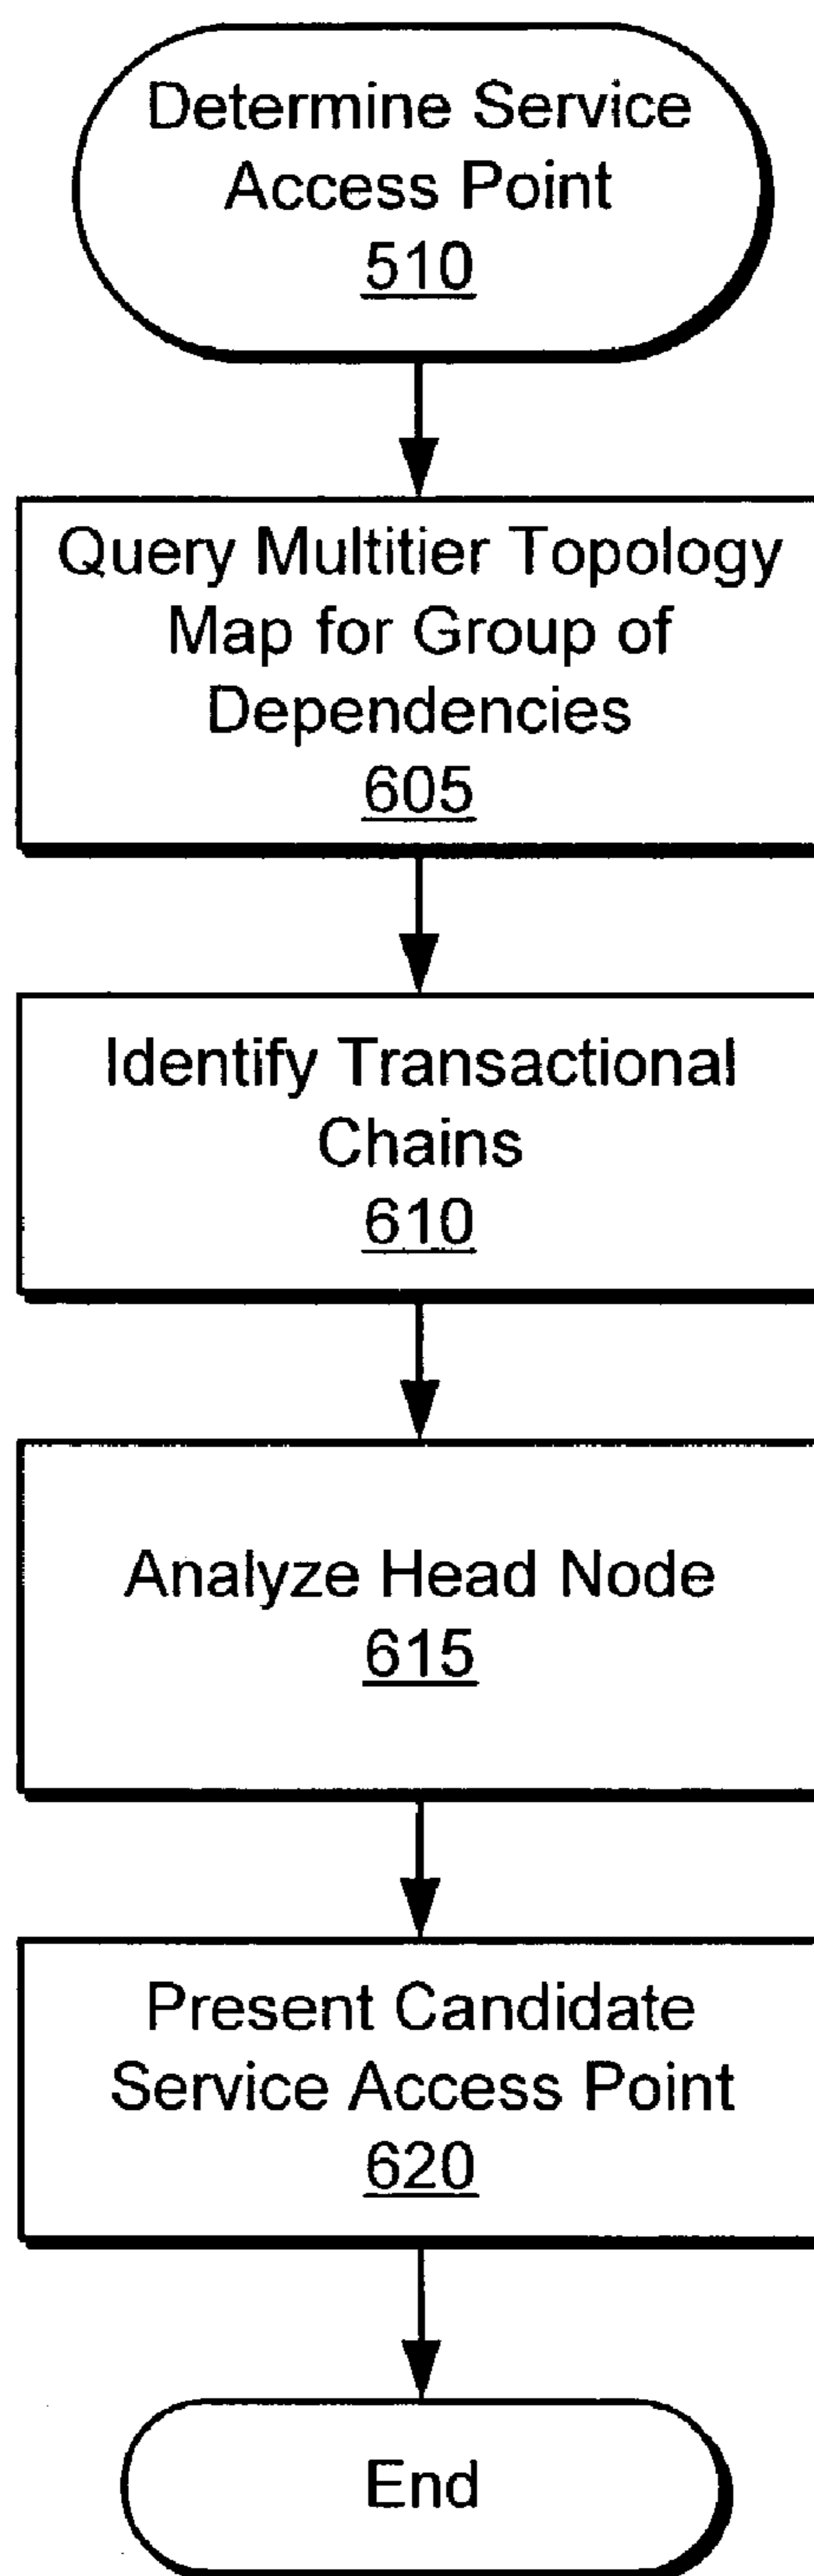 Determine Service
Access Point
510
Query Multitier Topology
Map for Group of
Dependencies
605
Identify Transactional
Chains
610
Analyze Head Node
615
Present Candidate
Service Access Point
620
End